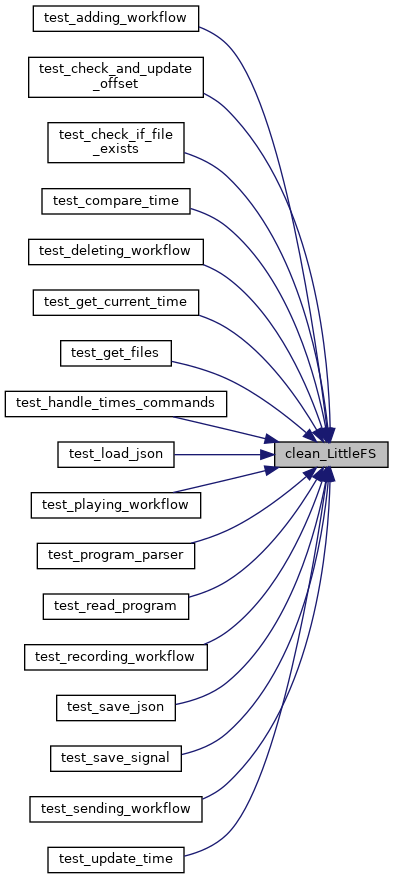 test_adding_workflow
test_check_and_update
_offset
test_check_if_file
_exists
test_compare_time
test_deleting_workflow
test_get_current_time
test_get_files
test_handle_times_commands
test_load_json
clean_LittleFS
test_playing_workflow
test_program_parser
test_read_program
test_recording_workflow
test_save_json
test_save_signal
test_sending_workflow
test_update_time